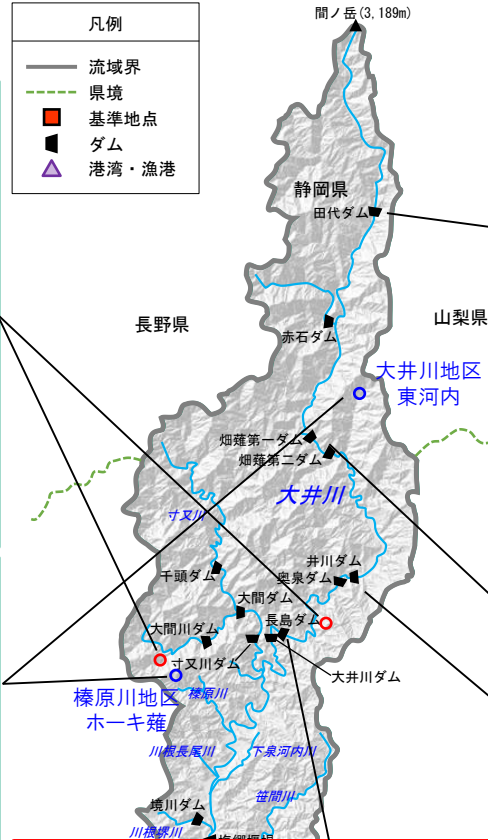 間ノ岳(3,189m)
凡例
流域界
県境
基準地点
ダム
港湾・漁港
静岡県
田代ダム
長野県
山梨県
赤石ダム
大井川地区
東河内
畑薙第一ダム
畑薙第二ダム
大井川
寸又川
井川ダム
奥泉ダム
千頭ダム
大間ダム
長島ダム
大間川ダム
寸又川ダム
大井川ダム
榛原川地区
ホーキ薙
榛原川
川根長尾川
下泉河内川
笹間川
境川ダム
川根堺川
塩郷堰堤